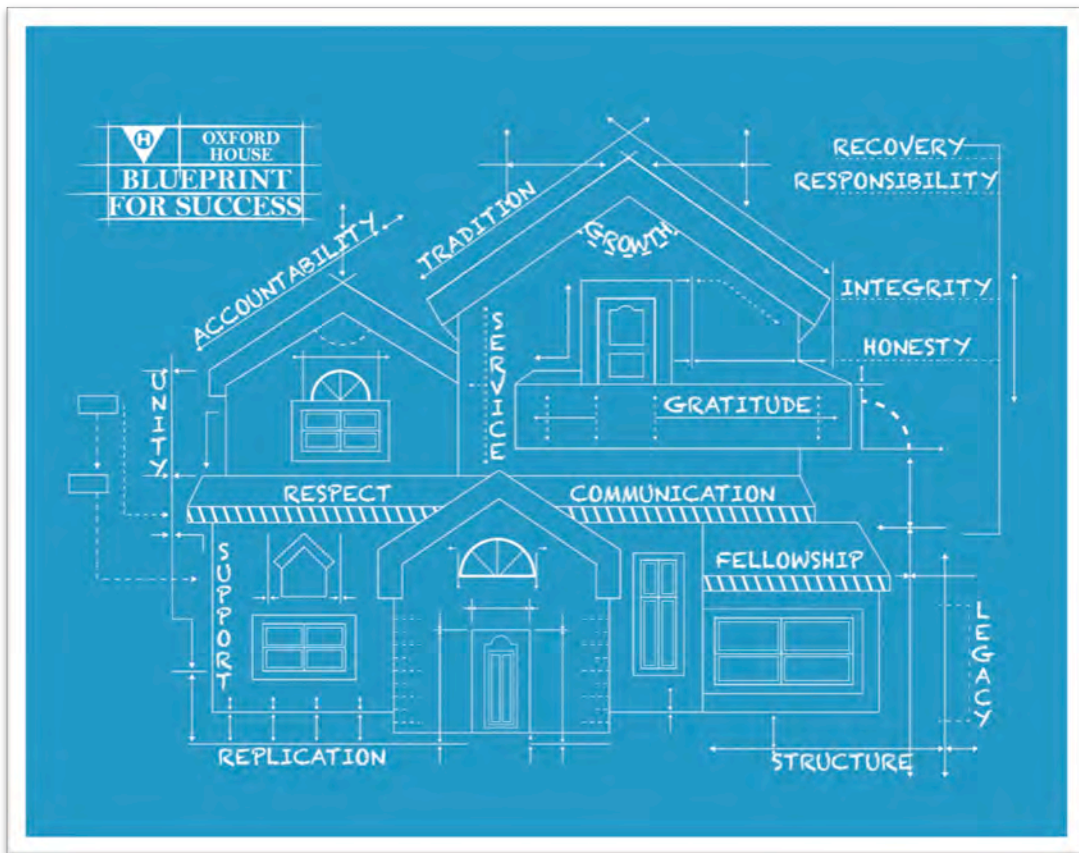 H
OXFORD
HOUSE
BLUEPRINT
FOR SUCCESS
RECOVERY
RESPONSIBILITY
TRADITION
GROWTH
ACCOUNTABILITY
INTEGRITY
HONESTY
SERVICE
UNITY
GRATITUDE
RESPECT
COMMUNICATION
SUPPORT
FELLOWSHIP
LEGACY
REPLICATION
STRUCTURE